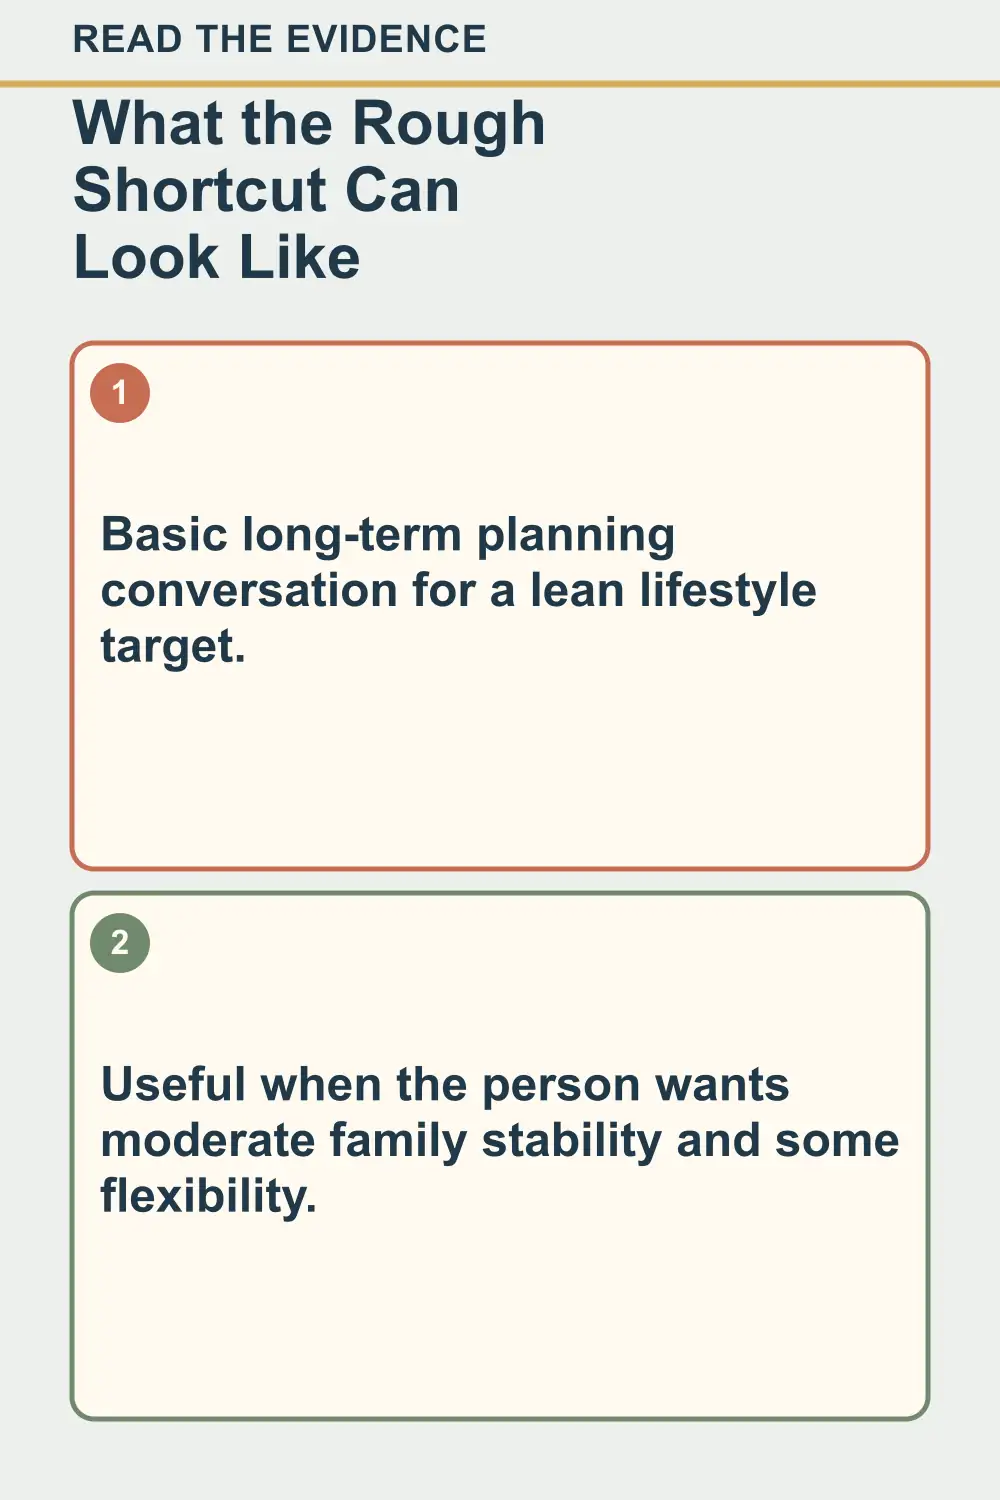 READ THE EVIDENCE
What the Rough
Shortcut Can
Look Like
1
Basic long-term planning
conversation for a lean lifestyle
target.
2
Useful when the person wants
moderate family stability and some
flexibility.